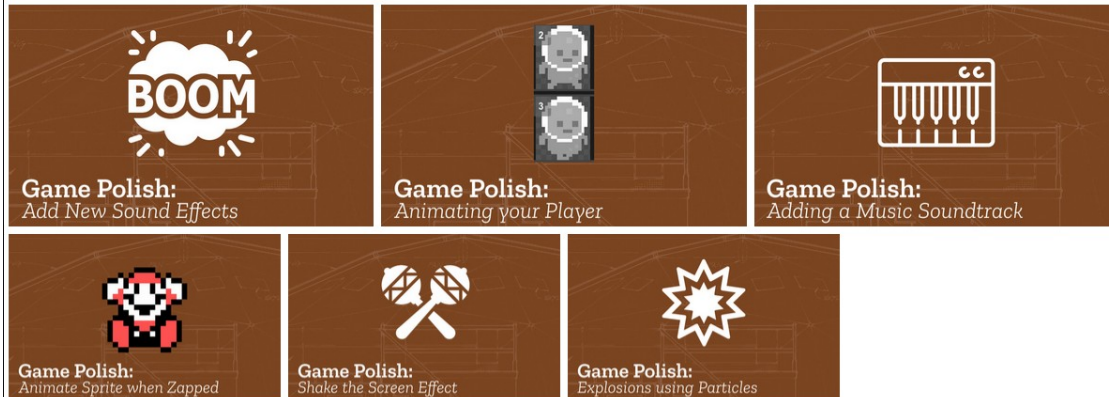 BOOM
Game Polish:
Add New Sound Effects
2
3
Game Polish:
Animating your Player
Game Polish:
Adding a Music Soundtrack
Game Polish:
Animate Sprite when Zapped
Game Polish:
Shake the Screen Effect
Game Polish:
Explosions using Particles